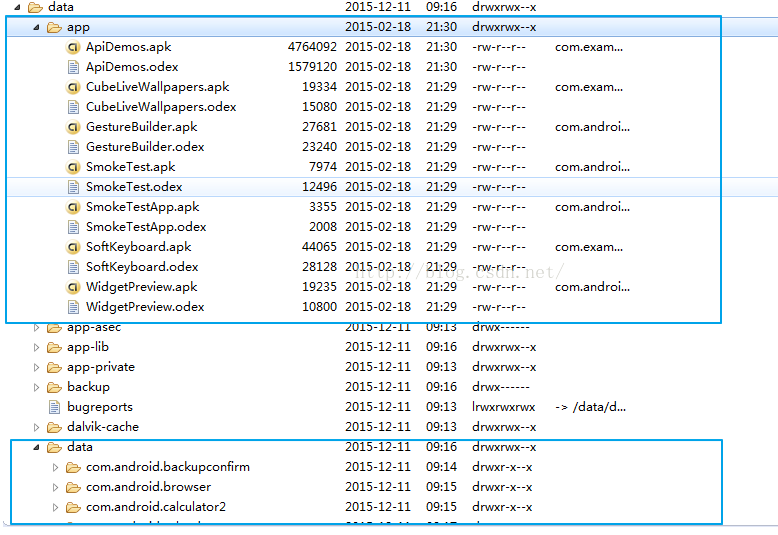 data 2015-12-11 09:16 drwxrwx--x
app 2015-02-18 21:30 drwxrwx--x
ApiDemos.apk 4764092 2015-02-18 21:30 -rw-r--r-- com.exam...
ApiDemos.odex 1579120 2015-02-18 21:30 -rw-r--r--
CubeLiveWallpapers.apk 19334 2015-02-18 21:29 -rw-r--r-- com.exam...
CubeLiveWallpapers.odex 15080 2015-02-18 21:29 -rw-r--r--
GestureBuilder.apk 27681 2015-02-18 21:29 -rw-r--r-- com.androi...
GestureBuilder.odex 23240 2015-02-18 21:29 -rw-r--r--
SmokeTest.apk 7974 2015-02-18 21:29 -rw-r--r-- com.androi...
SmokeTest.odex 12496 2015-02-18 21:29 -rw-r--r--
SmokeTestApp.apk 3355 2015-02-18 21:29 -rw-r--r-- com.androi...
SmokeTestApp.odex 2008 2015-02-18 21:29 -rw-r--r--
SoftKeyboard.apk 44065 2015-02-18 21:29 -rw-r--r-- com.exam...
SoftKeyboard.odex 28128 2015-02-18 21:29 -rw-r--r--
http://blog.csdn.net/
WidgetPreview.apk 19235 2015-02-18 21:29 -rw-r--r-- com.androi...
WidgetPreview.odex 10800 2015-02-18 21:29 -rw-r--r--
app-asec 2015-12-11 09:13 drwx------
app-lib 2015-12-11 09:16 drwxrwx--x
app-private 2015-12-11 09:13 drwxrwx--x
backup 2015-12-11 09:16 drwx------
bugreports 2015-12-11 09:13 lrwxrwxrwx -> /data/d...
dalvik-cache 2015-12-11 09:13 drwxrwx--x
data 2015-12-11 09:16 drwxrwx--x
com.android.backupconfirm 2015-12-11 09:14 drwxr-x--x
com.android.browser 2015-12-11 09:15 drwxr-x--x
com.android.calculator2 2015-12-11 09:15 drwxr-x--x